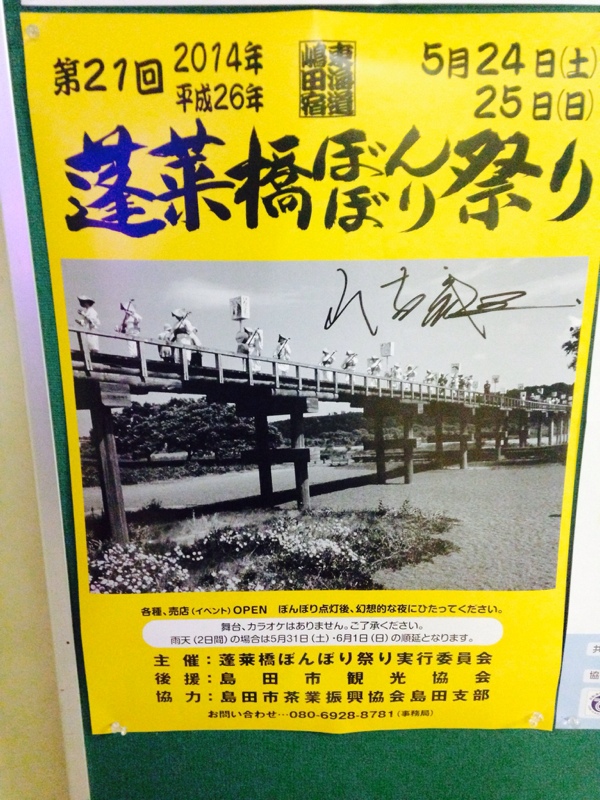 第21回
2014年
平成26年
東海道
嶋田宿
5月24日(土)
25日(日)
蓬莱橋ぼんぼり祭り
各種、売店(イベント)OPEN ぼんぼり点灯後、幻想的な夜にひたってください。
舞台、カラオケはありません。ご了承ください。
雨天(2日間)の場合は5月31日(土)・6月1日(日)の順延となります。
主催:蓬莱橋ぼんぼり祭り実行委員会
後援:島田市観光協会
協力:島田市茶業振興協会島田支部
お問い合わせ…080-6928-8781(事務局)
共
協